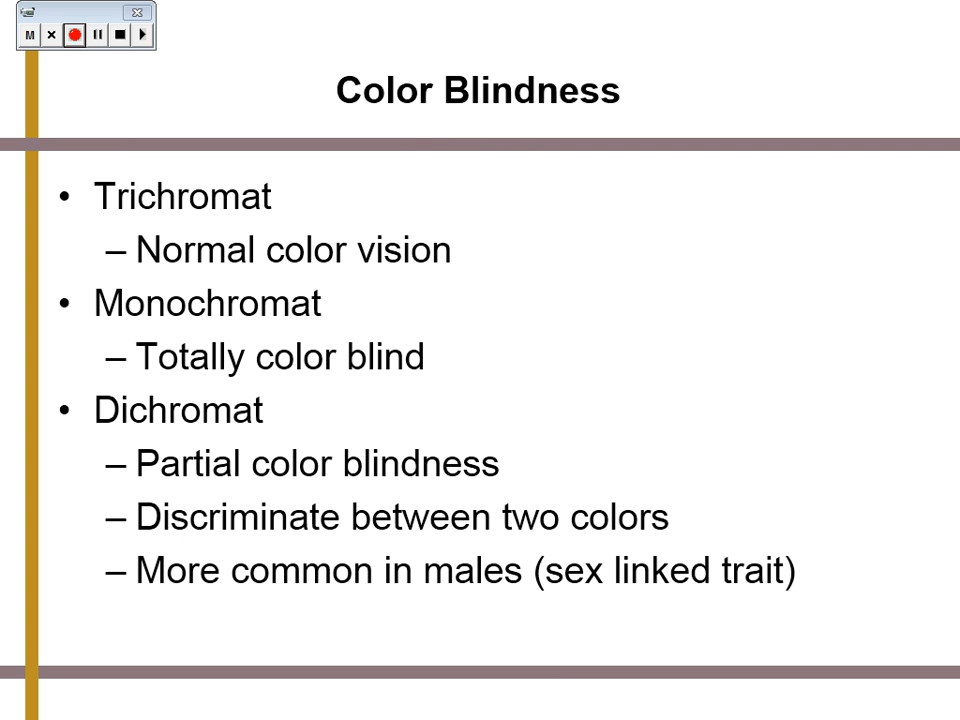 M
Color Blindness
• Trichromat
– Normal color vision
• Monochromat
– Totally color blind
• Dichromat
– Partial color blindness
– Discriminate between two colors
– More common in males (sex linked trait)